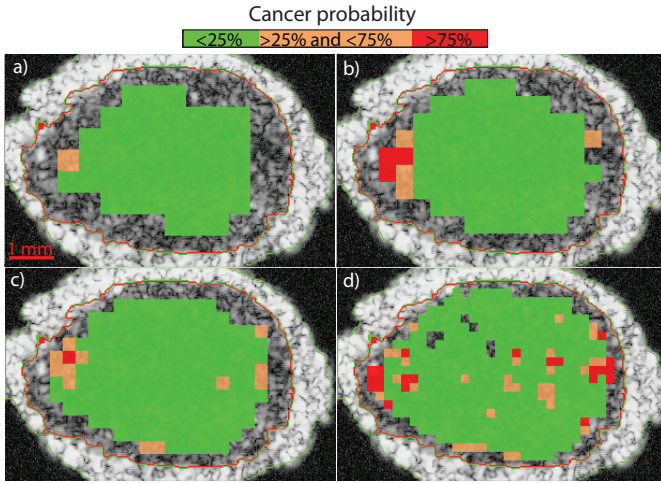 Cancer probability
<25% >25% and <75% >75%
a)
b)
1 mm
c)
d)